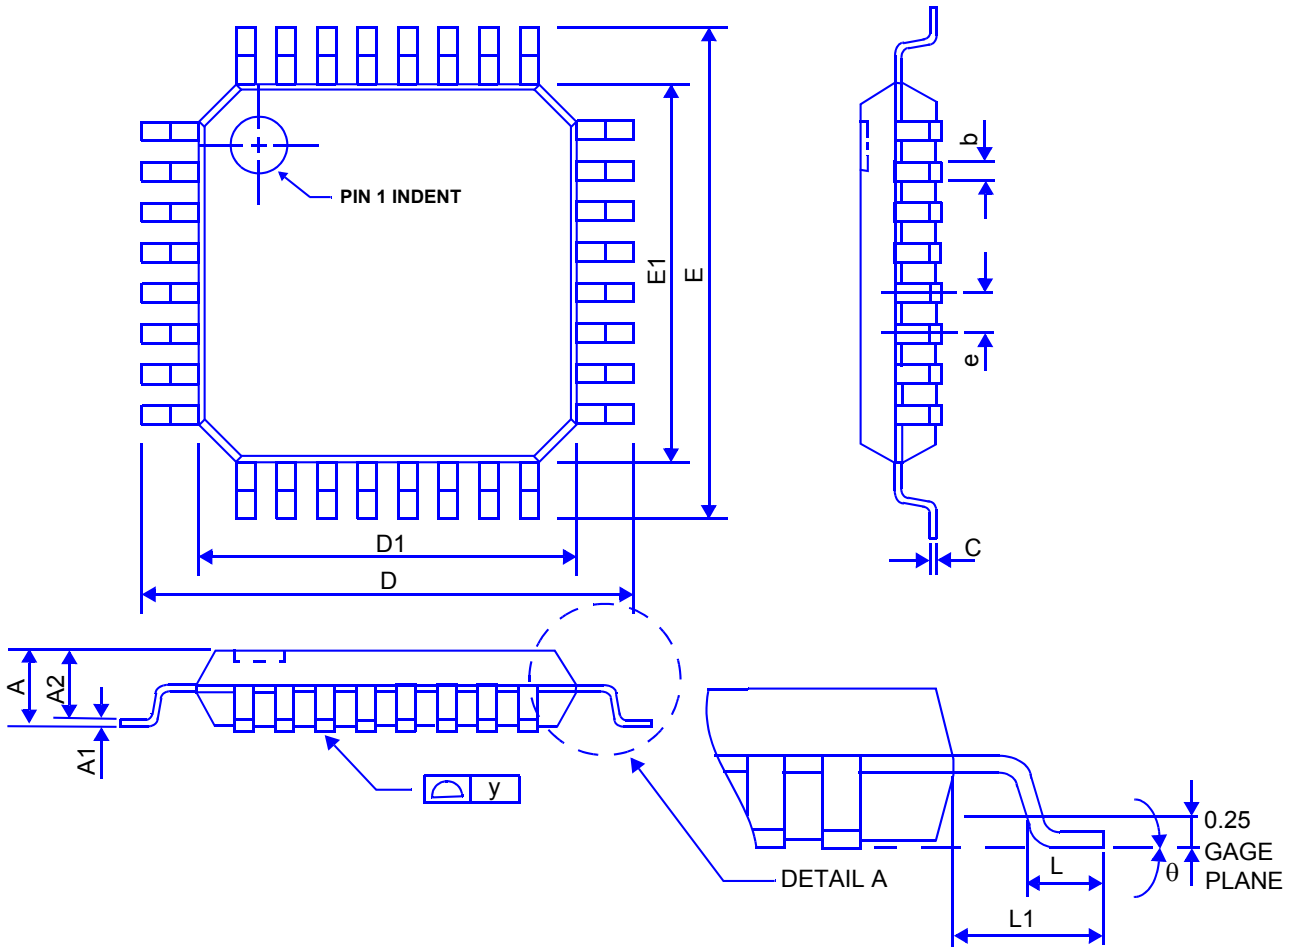 PIN 1 INDENT
E1
E
b
e
D1
C
D
A
A2
A1
y
0.25
GAGE
PLANE
L
θ
DETAIL A
L1